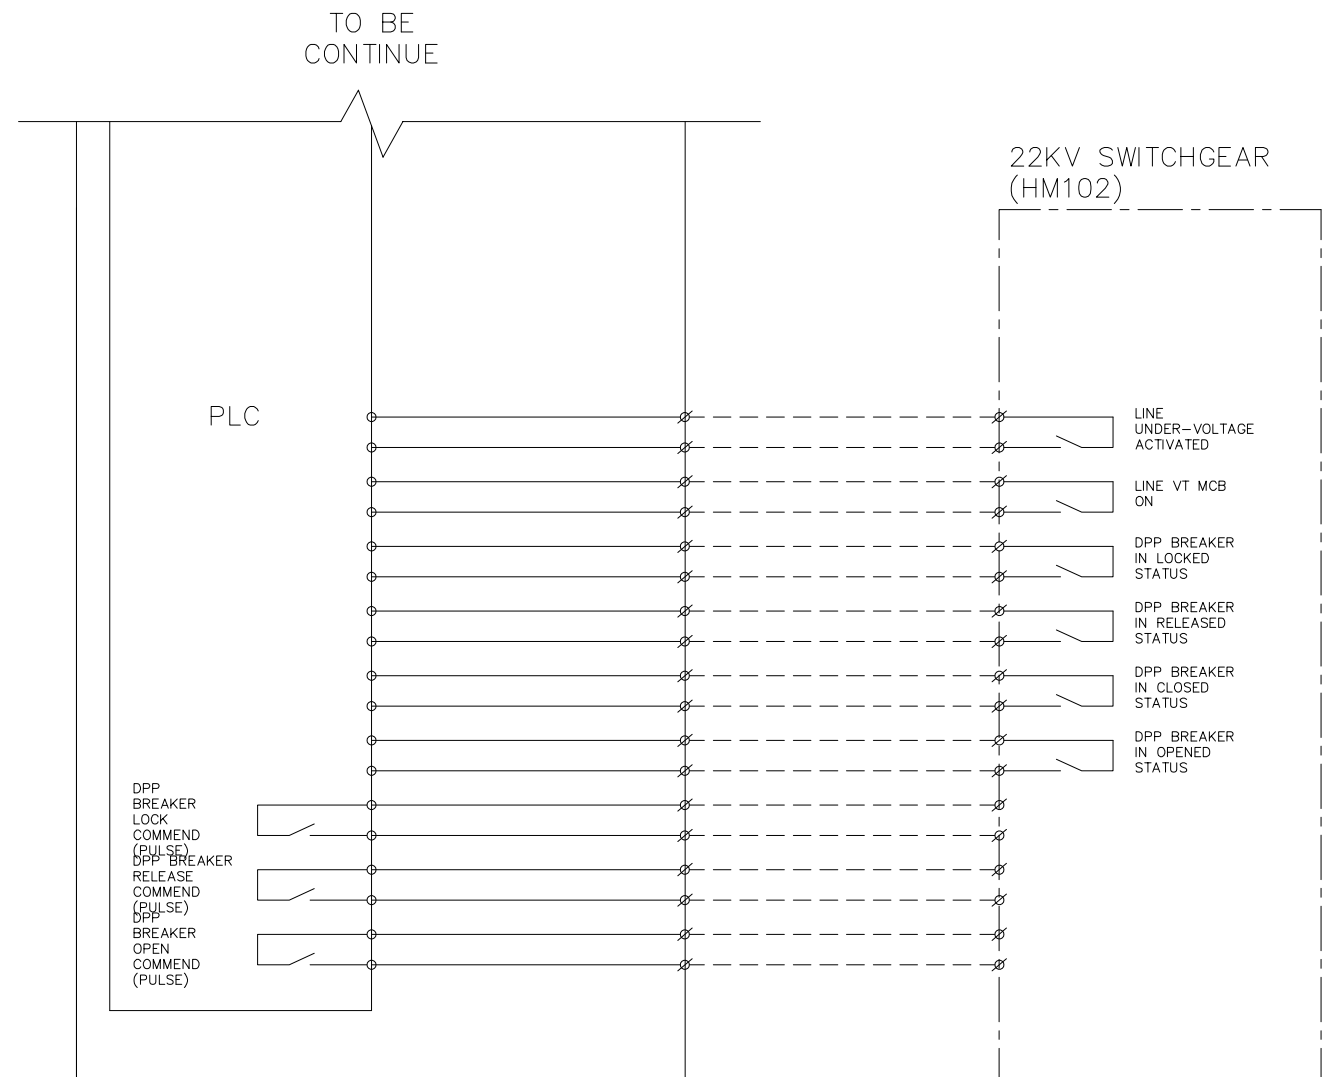 TO BE
CONTINUE
22KV SWITCHGEAR
(HM102)
PLC
LINE
UNDER-VOLTAGE
ACTIVATED
LINE VT MCB
ON
DPP BREAKER
IN LOCKED
STATUS
DPP BREAKER
IN RELEASED
STATUS
DPP BREAKER
IN CLOSED
STATUS
DPP BREAKER
IN OPENED
STATUS
DPP
BREAKER
LOCK
COMMEND
(PULSE)
DPP BREAKER
RELEASE
COMMEND
(PULSE)
DPP
BREAKER
OPEN
COMMEND
(PULSE)